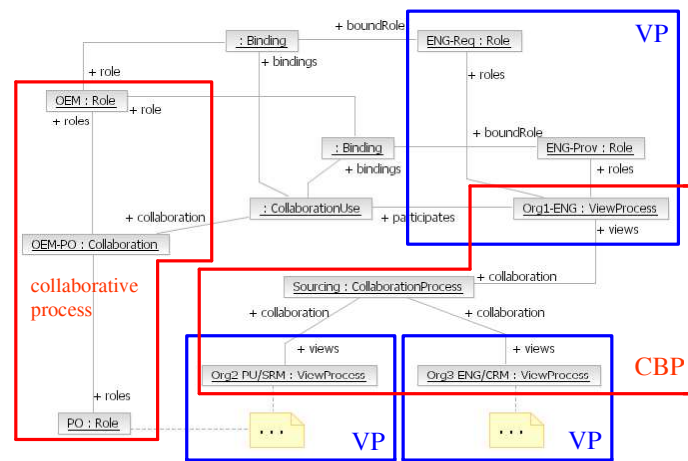 + boundRole
: Binding
ENG-Req : Role
VP
+ bindings
+ role
+ roles
OEM : Role
+ role
+ roles
+ boundRole
: Binding
ENG-Prov : Role
+ bindings
+ roles
: CollaborationUse
Org1-ENG : ViewProcess
+ collaboration
+ participates
+ views
OEM-PO : Collaboration
+ collaboration
collaborative
process
Sourcing : CollaborationProcess
+ collaboration
+ collaboration
+ views
+ views
CBP
Org2 PU/SRM : ViewProcess
Org3 ENG/CRM : ViewProcess
+ roles
PO : Role
...
...
VP
VP